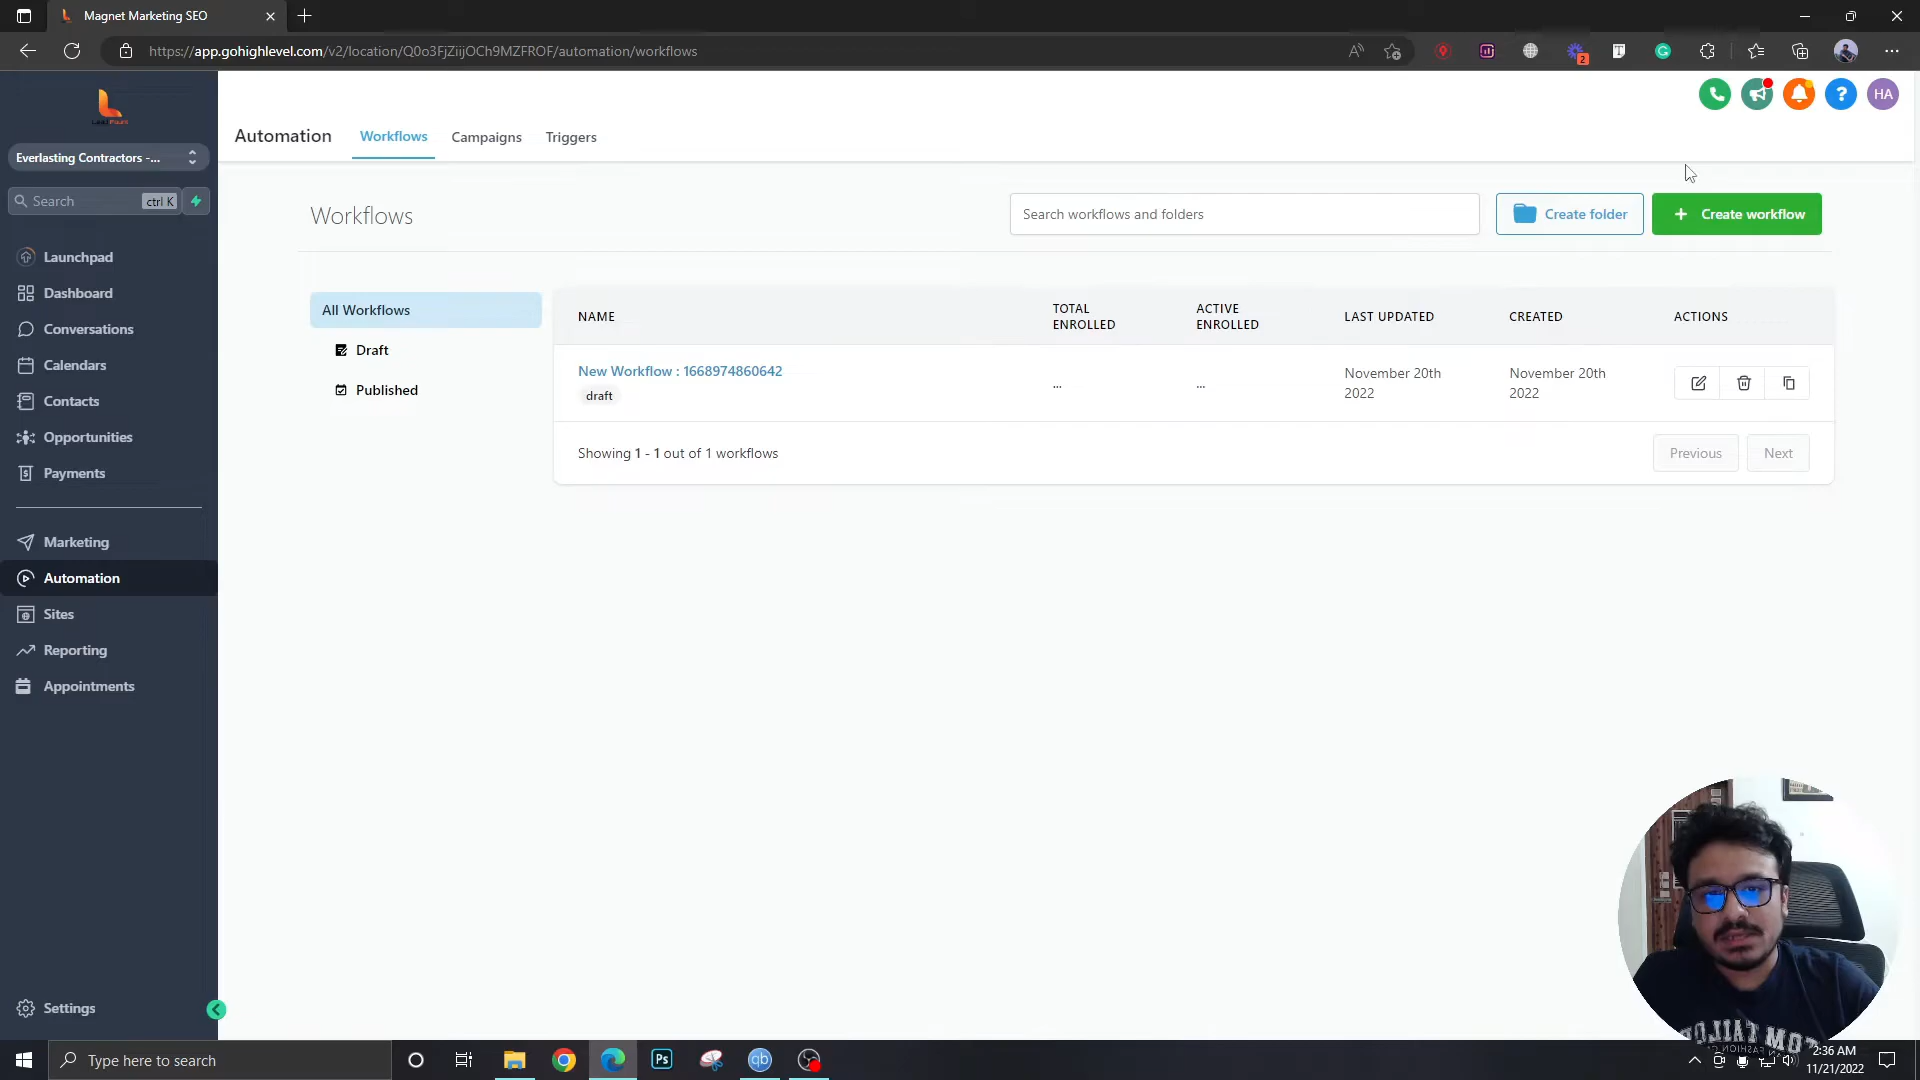 Magnet Marketing SEO
https://app.gohighlevel.com/v2/location/Q0o3FjZiijOCh9MZFROF/automation/workflows
2
HA
Automation
Workflows
Campaigns
Triggers
Everlasting Contractors -...
Search
ctrl K
Launchpad
Dashboard
Conversations
Calendars
Contacts
Opportunities
Payments
Marketing
Automation
Sites
Reporting
Appointments
Settings
Workflows
Search workflows and folders
Create folder
+ Create workflow
All Workflows
Draft
Published
NAME
TOTAL
ENROLLED
ACTIVE
ENROLLED
LAST UPDATED
CREATED
ACTIONS
New Workflow : 1668974860642
draft
...
...
November 20th
2022
November 20th
2022
Showing 1 - 1 out of 1 workflows
Previous
Next
Type here to search
Ps
qb
2:36 AM
11/21/2022